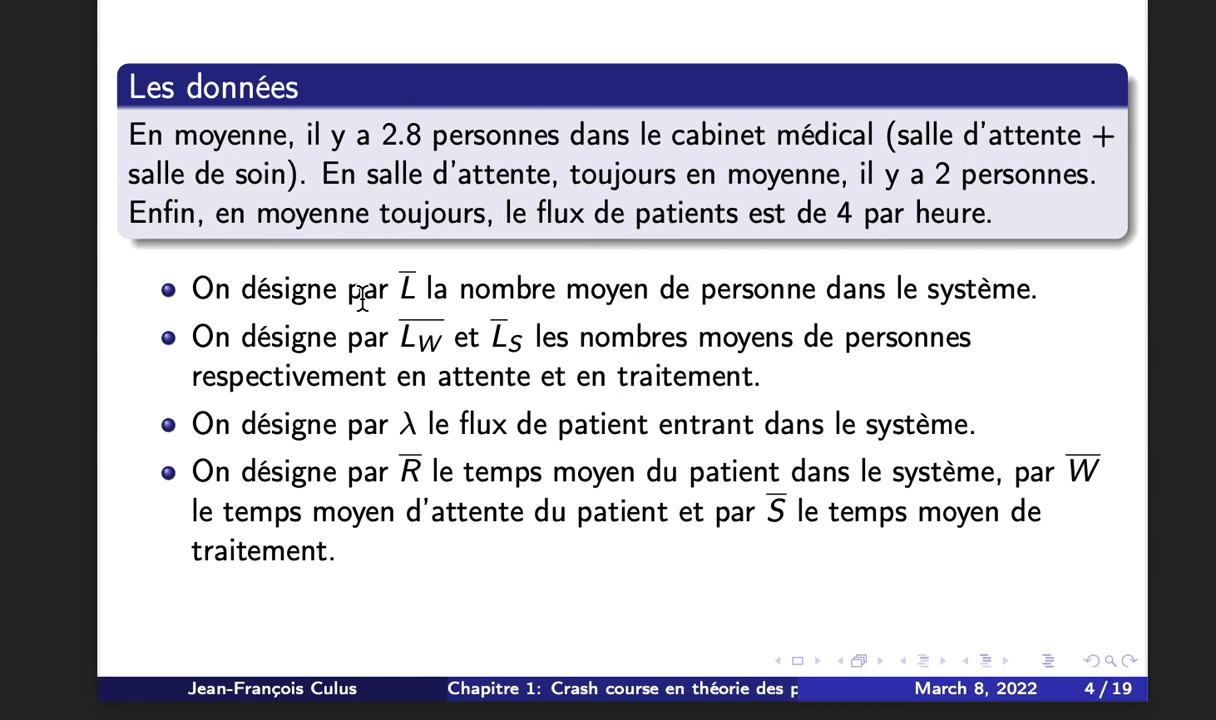 Les données
En moyenne, il y a 2.8 personnes dans le cabinet médical (salle d'attente +
salle de soin). En salle d'attente, toujours en moyenne, il y a 2 personnes.
Enfin, en moyenne toujours, le flux de patients est de 4 par heure.
On désigne par L̅ la nombre moyen de personne dans le système.
On désigne par \overline{L_W} et \overline{L}_S les nombres moyens de personnes
respectivement en attente et en traitement.
On désigne par λ le flux de patient entrant dans le système.
On désigne par R̅ le temps moyen du patient dans le système, par W̅
le temps moyen d'attente du patient et par S̅ le temps moyen de
traitement.
Jean-François Culus Chapitre 1: Crash course en théorie des p March 8, 2022 4 / 19